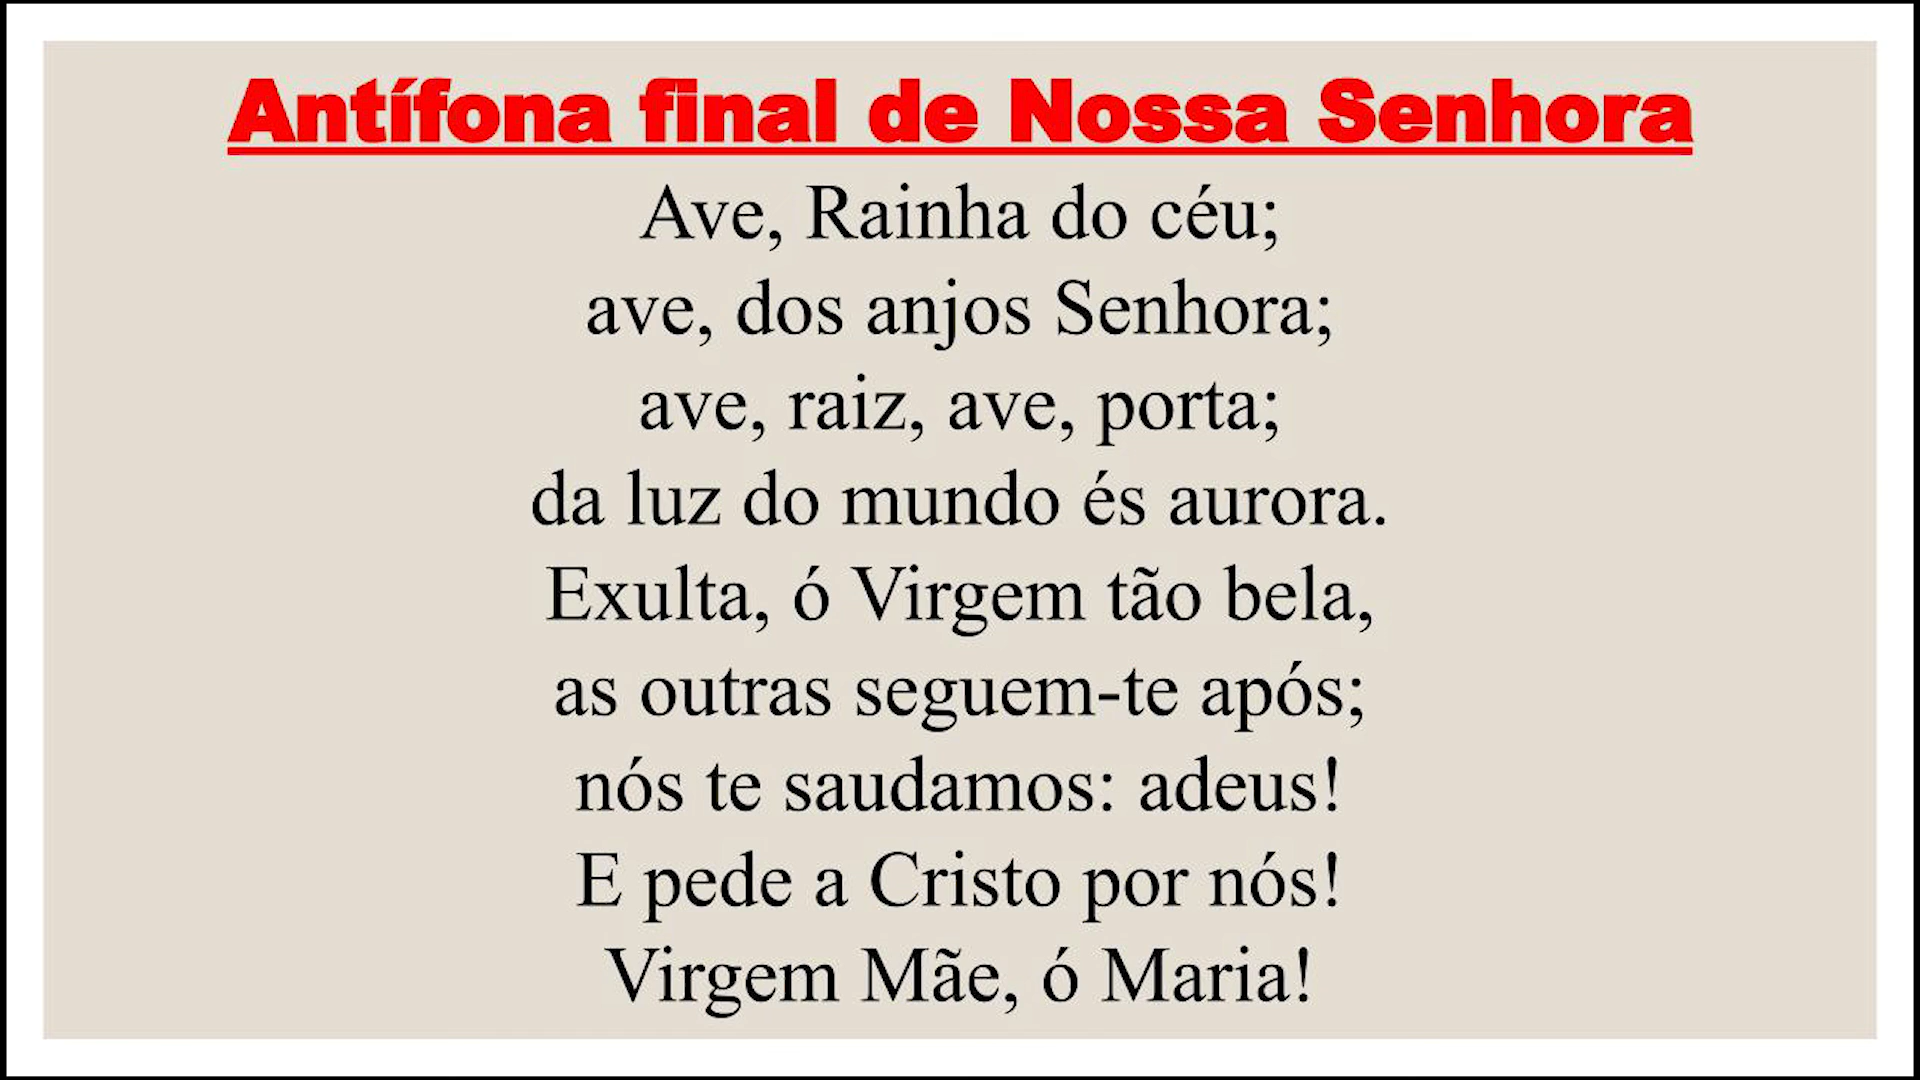 Antífona final de Nossa Senhora
Ave, Rainha do céu;
ave, dos anjos Senhora;
ave, raiz, ave, porta;
da luz do mundo és aurora.
Exulta, ó Virgem tão bela,
as outras seguem-te após;
nós te saudamos: adeus!
E pede a Cristo por nós!
Virgem Mãe, ó Maria!